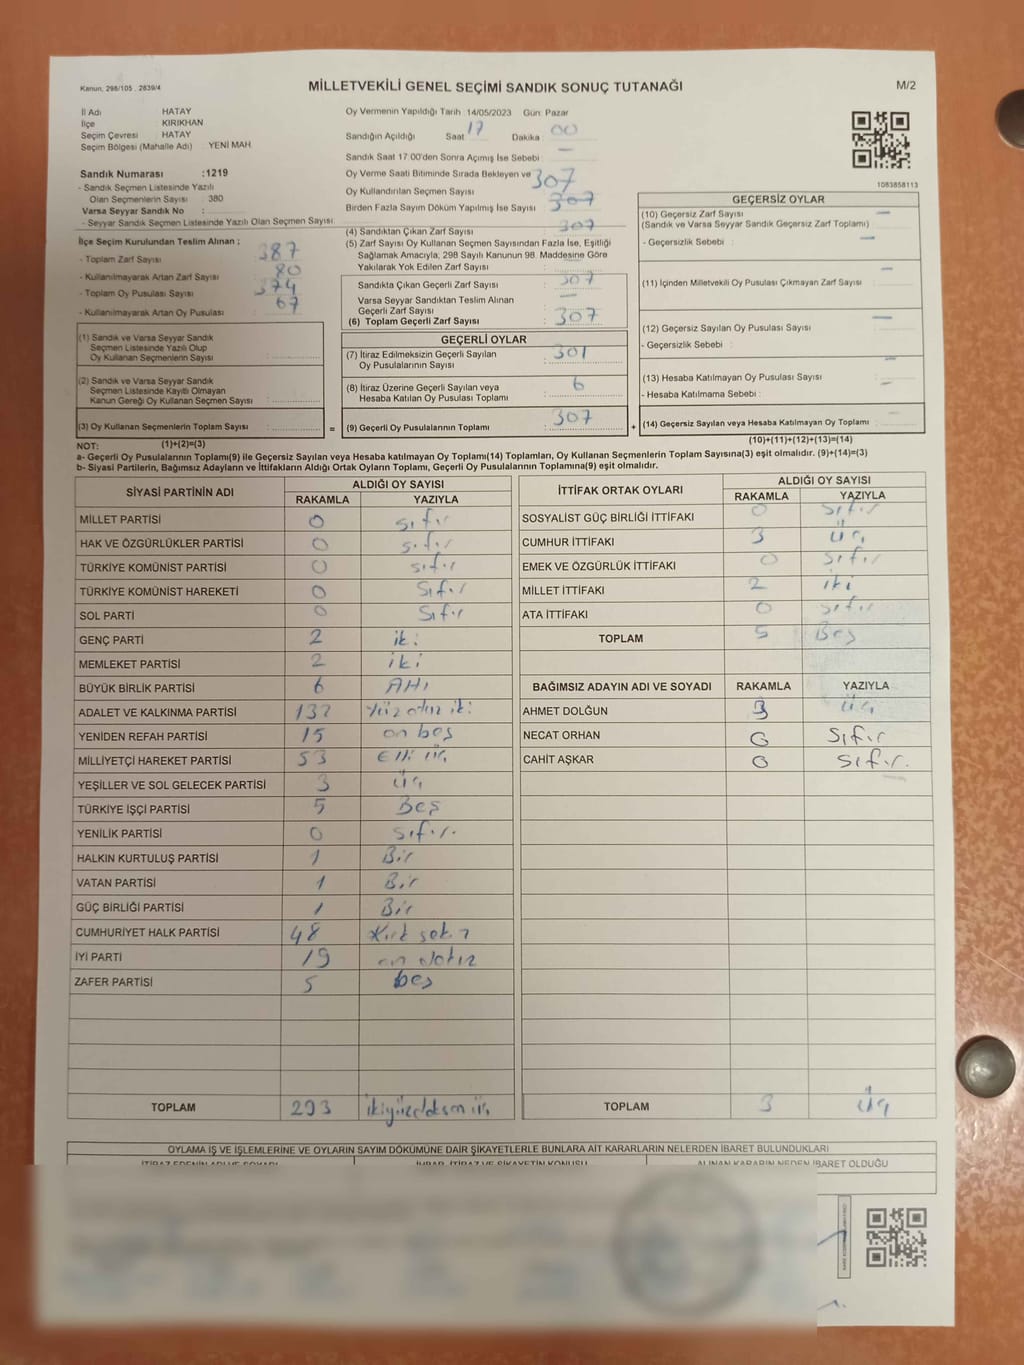 Kanun, 298/105 , 2839/4
MİLLETVEKİLİ GENEL SEÇİMİ SANDIK SONUÇ TUTANAĞI
M/2
İl Adı HATAY
İlçe KIRIKHAN
Seçim Çevresi HATAY
Seçim Bölgesi (Mahalle Adı) YENİ MAH.
Sandık Numarası :1219
- Sandık Seçmen Listesinde Yazılı
Olan Seçmenlerin Sayısı : 380
Varsa Seyyar Sandık No :
- Seyyar Sandık Seçmen Listesinde Yazılı Olan Seçmen Sayısı:
İlçe Seçim Kurulundan Teslim Alınan ;
- Toplam Zarf Sayısı 387
- Kullanılmayarak Artan Zarf Sayısı 80
- Toplam Oy Pusulası Sayısı 374
- Kullanılmayarak Artan Oy Pusulası 67
(1) Sandık ve Varsa Seyyar Sandık
Seçmen Listesinde Yazılı Olup
Oy Kullanan Seçmenlerin Sayısı :
(2) Sandık ve Varsa Seyyar Sandık
Seçmen Listesinde Kayıtlı Olmayan
Kanun Gereği Oy Kullanan Seçmen Sayısı :
(3) Oy Kullanan Seçmenlerin Toplam Sayısı :
Oy Vermenin Yapıldığı Tarih 14/05/2023 Gün: Pazar
Sandığın Açıldığı Saat 17 Dakika : 00
Sandık Saat 17:00'den Sonra Açımış İse Sebebi : —
Oy Verme Saati Bitiminde Sırada Bekleyen ve 307
Oy Kullandırılan Seçmen Sayısı 307
Birden Fazla Sayım Döküm Yapılmış İse Sayısı :
(4) Sandıktan Çıkan Zarf Sayısı : 307
(5) Zarf Sayısı Oy Kullanan Seçmen Sayısından Fazla İse, Eşitliği
Sağlamak Amacıyla, 298 Sayılı Kanunun 98. Maddesine Göre
Yakılarak Yok Edilen Zarf Sayısı :
Sandıkta Çıkan Geçerli Zarf Sayısı : 307
Varsa Seyyar Sandıktan Teslim Alınan
Geçerli Zarf Sayısı : —
(6) Toplam Geçerli Zarf Sayısı : 307
GEÇERLİ OYLAR
(7) İtiraz Edilmeksizin Geçerli Sayılan
Oy Pusulalarının Sayısı : 301
(8) İtiraz Üzerine Geçerli Sayılan veya
Hesaba Katılan Oy Pusulası Toplamı : 6
= (9) Geçerli Oy Pusulalarının Toplamı : 307
1083858113
GEÇERSİZ OYLAR
(10) Geçersiz Zarf Sayısı : —
(Sandık ve Varsa Seyyar Sandık Geçersiz Zarf Toplamı)
- Geçersizlik Sebebi : —
(11) İçinden Milletvekili Oy Pusulası Çıkmayan Zarf Sayısı : —
(12) Geçersiz Sayılan Oy Pusulası Sayısı : —
- Geçersizlik Sebebi :
(13) Hesaba Katılmayan Oy Pusulası Sayısı : —
- Hesaba Katılmama Sebebi : —
+ (14) Geçersiz Sayılan veya Hesaba Katılmayan Oy Toplamı :
NOT: (1)+(2)=(3) (10)+(11)+(12)+(13)=(14)
a- Geçerli Oy Pusulalarının Toplamı(9) ile Geçersiz Sayılan veya Hesaba katılmayan Oy Toplamı(14) Toplamları, Oy Kullanan Seçmenlerin Toplam Sayısına(3) eşit olmalıdır. (9)+(14)=(3)
b- Siyasi Partilerin, Bağımsız Adayların ve İttifakların Aldığı Ortak Oyların Toplamı, Geçerli Oy Pusulalarının Toplamına(9) eşit olmalıdır.
SİYASİ PARTİNİN ADI ALDIĞI OY SAYISI
RAKAMLA YAZIYLA
MİLLET PARTİSİ 0 sıfır
HAK VE ÖZGÜRLÜKLER PARTİSİ 0 sıfır
TÜRKİYE KOMÜNİST PARTİSİ 0 sıfır
TÜRKİYE KOMÜNİST HAREKETİ 0 sıfır
SOL PARTİ 0 sıfır
GENÇ PARTİ 2 iki
MEMLEKET PARTİSİ 2 iki
BÜYÜK BİRLİK PARTİSİ 6 Altı
ADALET VE KALKINMA PARTİSİ 132 Yüz otuz iki
YENİDEN REFAH PARTİSİ 15 on beş
MİLLİYETÇİ HAREKET PARTİSİ 53 Elli üç
YEŞİLLER VE SOL GELECEK PARTİSİ 3 üç
TÜRKİYE İŞÇİ PARTİSİ 5 Beş
YENİLİK PARTİSİ 0 sıfır
HALKIN KURTULUŞ PARTİSİ 1 Bir
VATAN PARTİSİ 1 Bir
GÜÇ BİRLİĞİ PARTİSİ 1 Bir
CUMHURİYET HALK PARTİSİ 48 Kırk sekiz
İYİ PARTİ 19 on dokuz
ZAFER PARTİSİ 5 beş
TOPLAM 293 ikiyüzdoksan üç
İTTİFAK ORTAK OYLARI ALDIĞI OY SAYISI
RAKAMLA YAZIYLA
SOSYALİST GÜÇ BİRLİĞİ İTTİFAKI 0 sıfır
CUMHUR İTTİFAKI 3 üç
EMEK VE ÖZGÜRLÜK İTTİFAKI 0 sıfır
MİLLET İTTİFAKI 2 iki
ATA İTTİFAKI 0 sıfır
TOPLAM 5 Beş
BAĞIMSIZ ADAYIN ADI VE SOYADI RAKAMLA YAZIYLA
AHMET DOLĞUN 3 üç
NECAT ORHAN 0 sıfır
CAHİT AŞKAR 0 sıfır.
TOPLAM 3 üç
OYLAMA İŞ VE İŞLEMLERİNE VE OYLARIN SAYIM DÖKÜMÜNE DAİR ŞİKAYETLERLE BUNLARA AİT KARARLARIN NELERDEN İBARET BULUNDUKLARI
İTİRAZ EDENİN ADI VE SOYADI İHBAR, İTİRAZ VE ŞİKAYETİN KONUSU ALINAN KARARIN NEDEN İBARET OLDUĞU